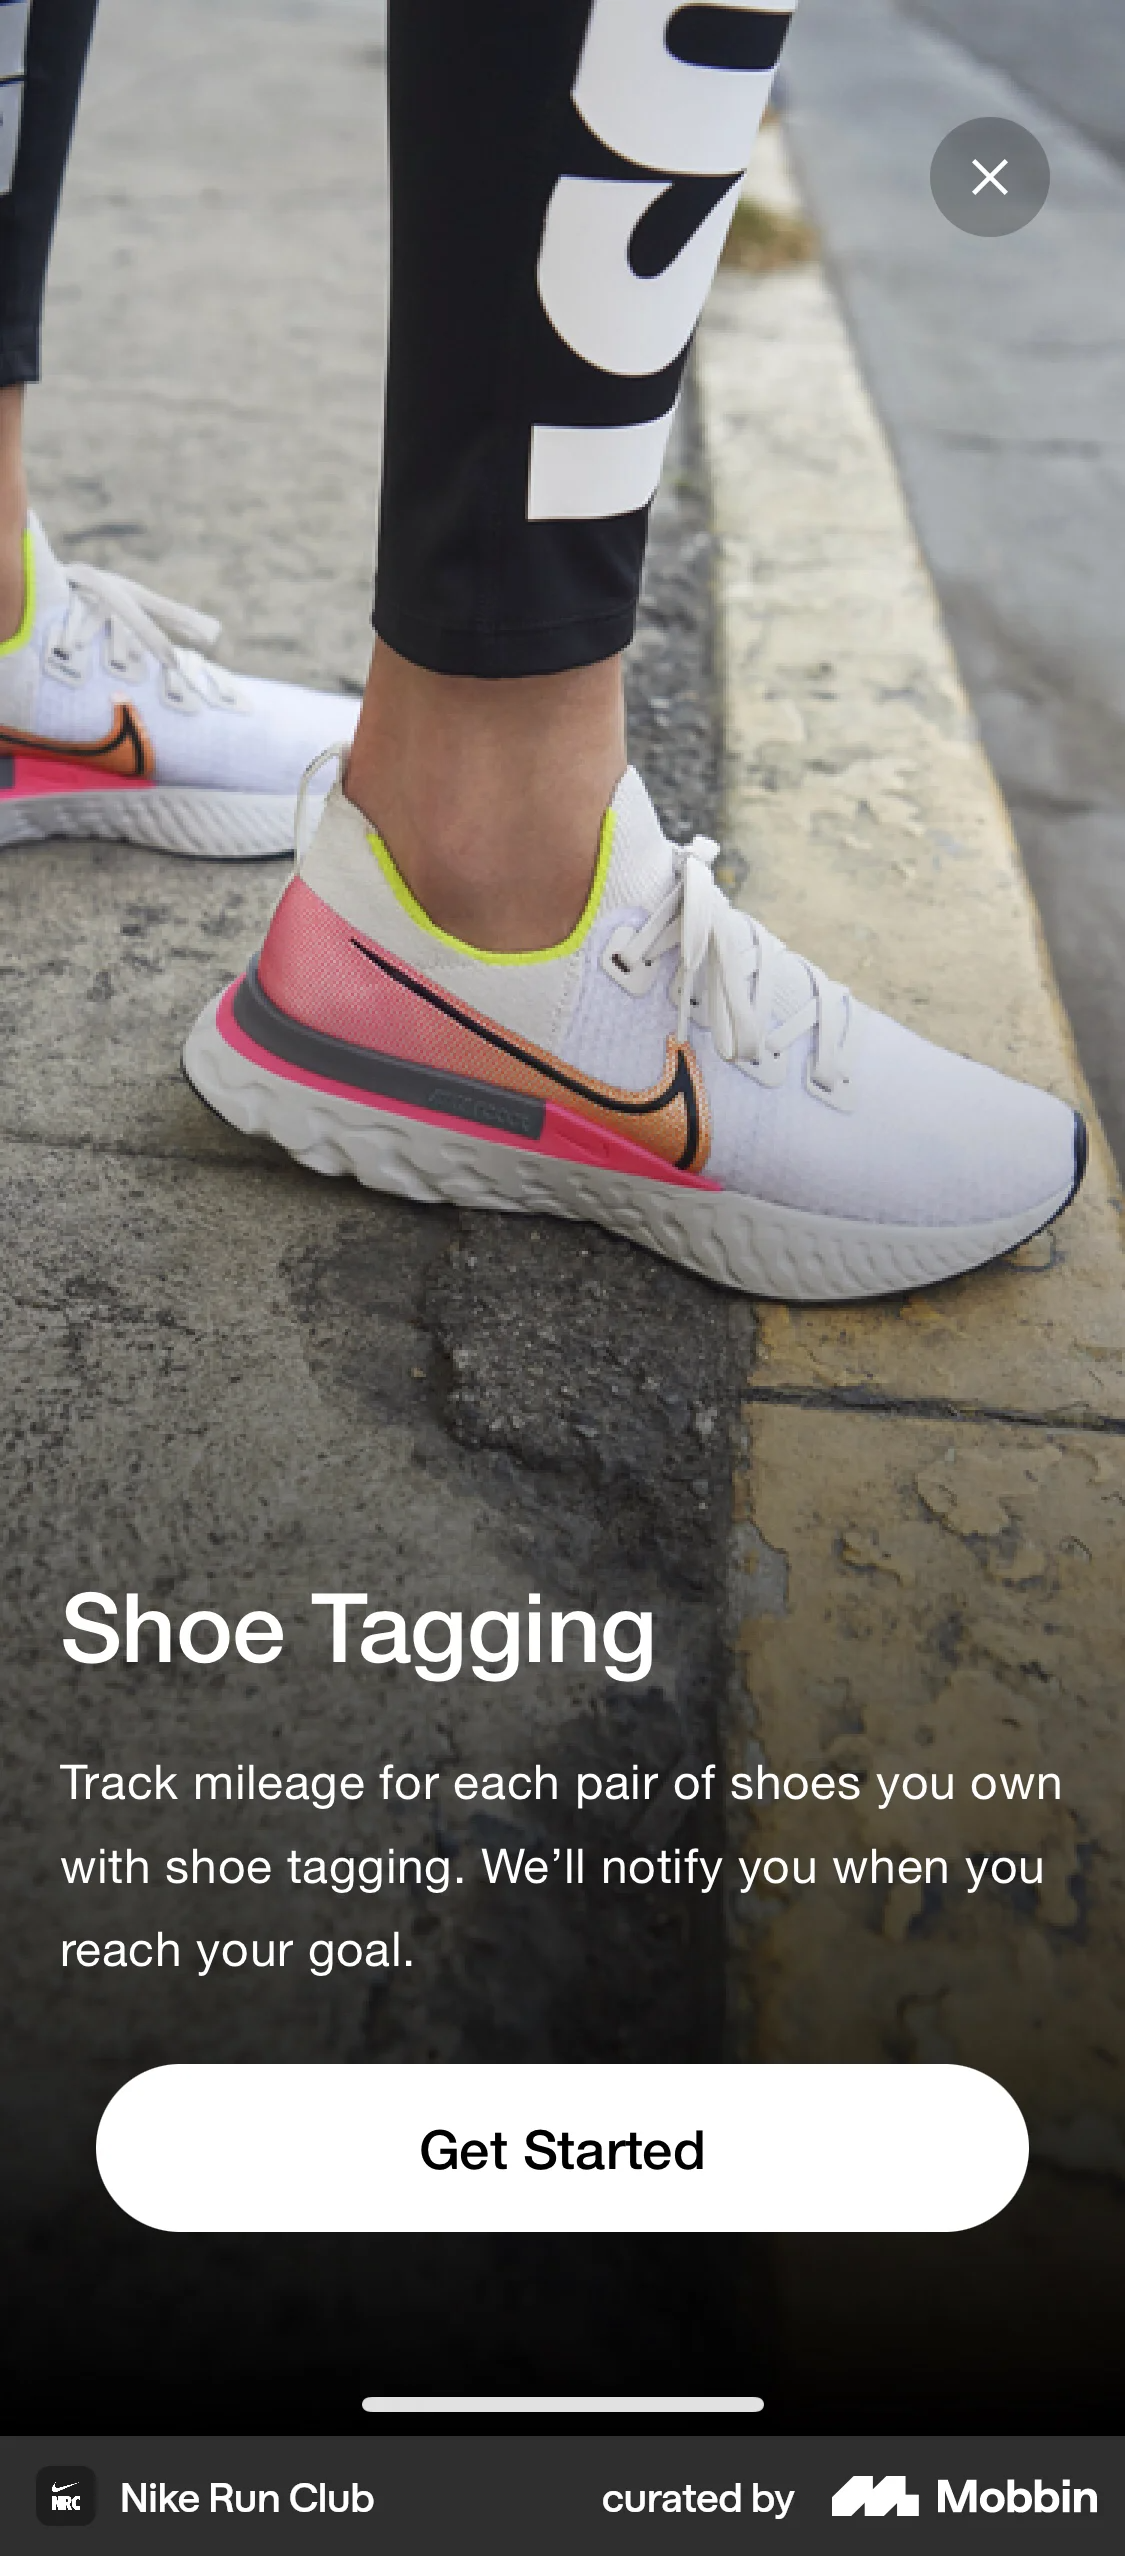 Shoe Tagging
Track mileage for each pair of shoes you own
with shoe tagging. We’ll notify you when you
reach your goal.
Get Started
NRC
Nike Run Club
curated by
Mobbin